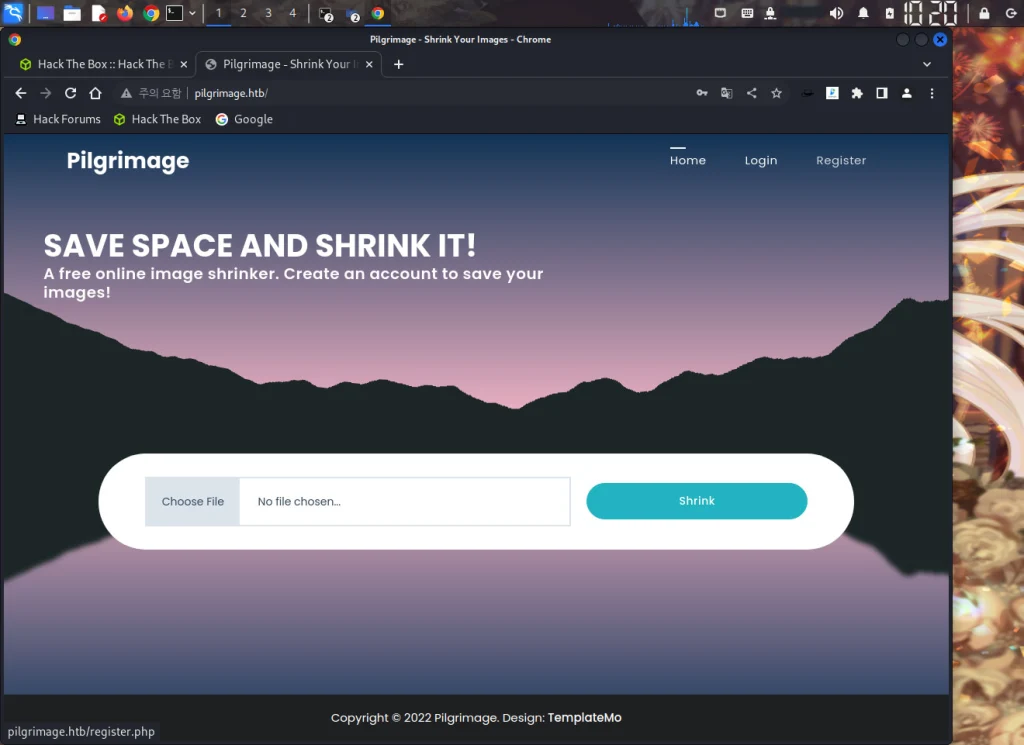 1 2 3 4 2 2 10 20
Pilgrimage - Shrink Your Images - Chrome
Hack The Box :: Hack The B
Pilgrimage - Shrink Your I
주의 요함 pilgrimage.htb/
Hack Forums Hack The Box Google
Pilgrimage Home Login Register
SAVE SPACE AND SHRINK IT!
A free online image shrinker. Create an account to save your
images!
Choose File No file chosen... Shrink
Copyright © 2022 Pilgrimage. Design: TemplateMo
pilgrimage.htb/register.php